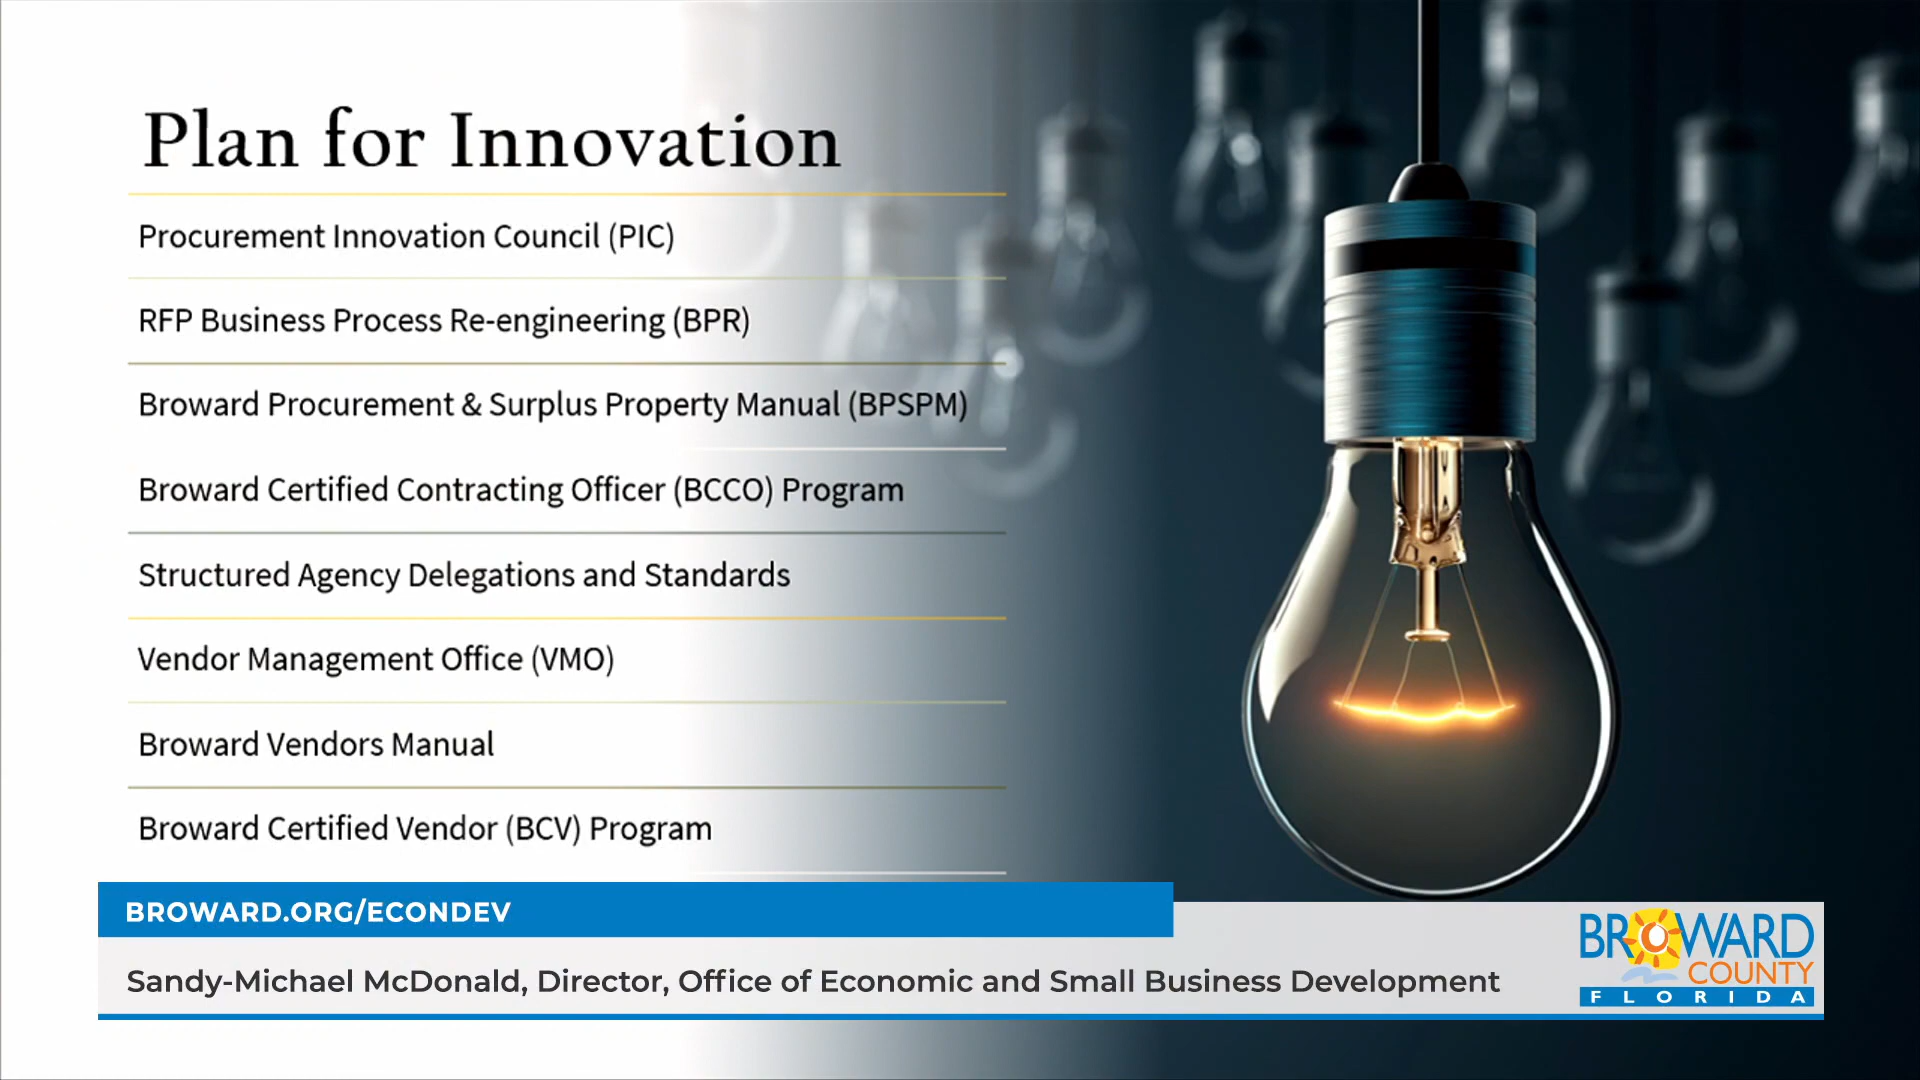 Plan for Innovation
Procurement Innovation Council (PIC)
RFP Business Process Re-engineering (BPR)
Broward Procurement & Surplus Property Manual (BPSPM)
Broward Certified Contracting Officer (BCCO) Program
Structured Agency Delegations and Standards
Vendor Management Office (VMO)
Broward Vendors Manual
Broward Certified Vendor (BCV) Program
BROWARD.ORG/ECONDEV
Sandy-Michael McDonald, Director, Office of Economic and Small Business Development
BROWARD
COUNTY
FLORIDA